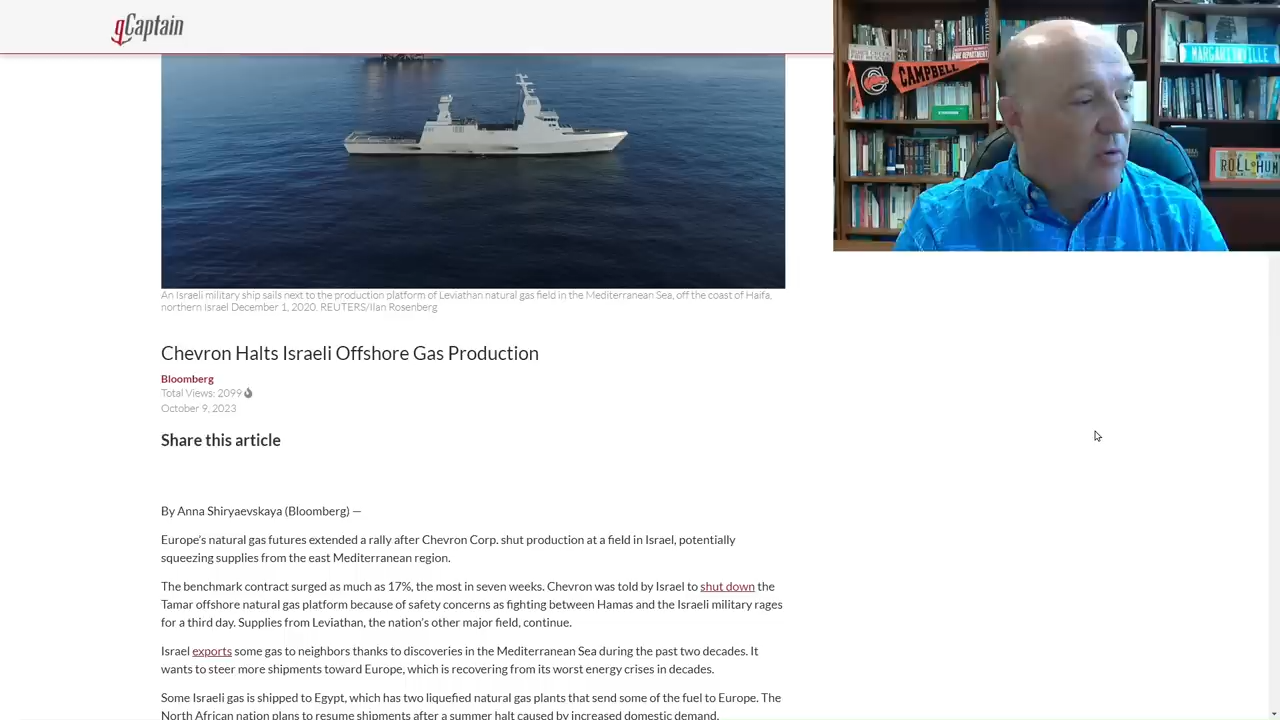 gCaptain
CAMPBELL
MARGARITAVILLE
An Israeli military ship sails next to the production platform of Leviathan natural gas field in the Mediterranean Sea, off the coast of Haifa,
northern Israel December 1, 2020. REUTERS/Ilan Rosenberg
Chevron Halts Israeli Offshore Gas Production
Bloomberg
Total Views: 2099
October 9, 2023
Share this article
By Anna Shiryaevskaya (Bloomberg) —
Europe's natural gas futures extended a rally after Chevron Corp. shut production at a field in Israel, potentially
squeezing supplies from the east Mediterranean region.
The benchmark contract surged as much as 17%, the most in seven weeks. Chevron was told by Israel to shut down the
Tamar offshore natural gas platform because of safety concerns as fighting between Hamas and the Israeli military rages
for a third day. Supplies from Leviathan, the nation's other major field, continue.
Israel exports some gas to neighbors thanks to discoveries in the Mediterranean Sea during the past two decades. It
wants to steer more shipments toward Europe, which is recovering from its worst energy crises in decades.
Some Israeli gas is shipped to Egypt, which has two liquefied natural gas plants that send some of the fuel to Europe. The
North African nation plans to resume shipments after a summer halt caused by increased domestic demand.